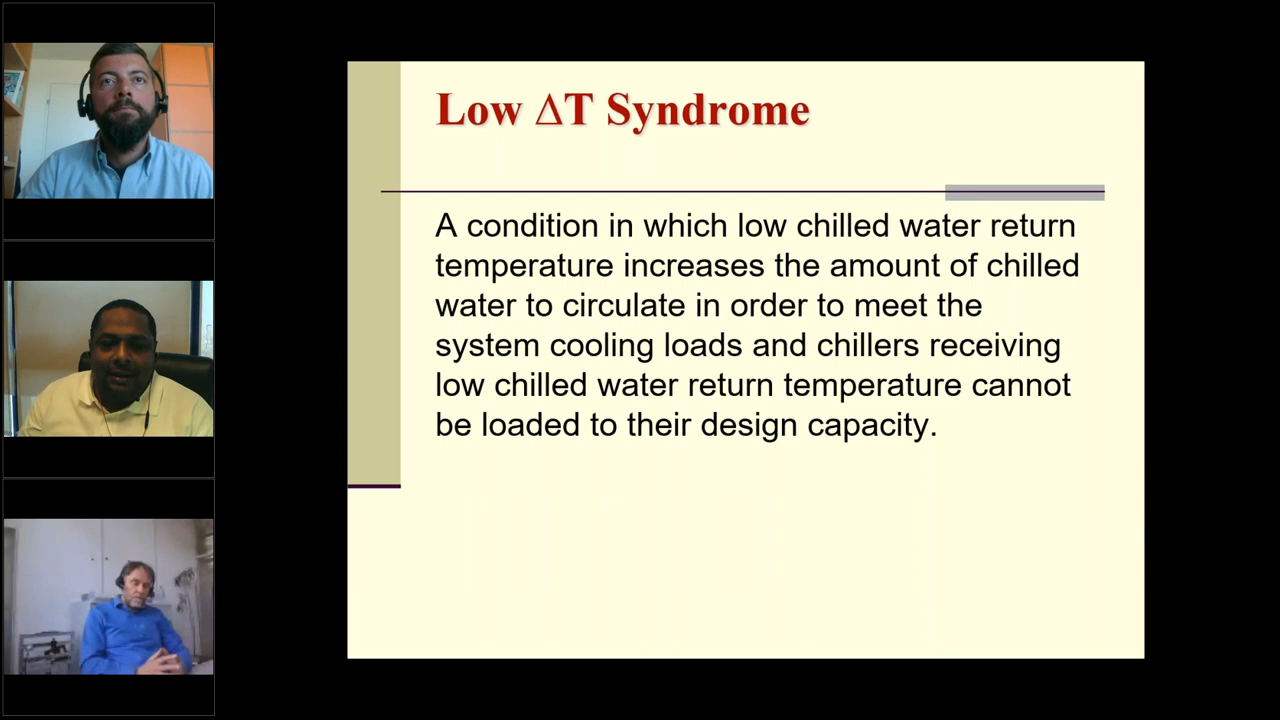 Low ∆T Syndrome
A condition in which low chilled water return
temperature increases the amount of chilled
water to circulate in order to meet the
system cooling loads and chillers receiving
low chilled water return temperature cannot
be loaded to their design capacity.